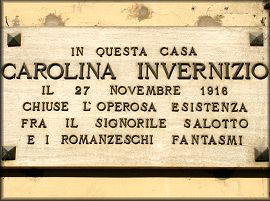 IN QUESTA CASA
CAROLINA INVERNIZIO
IL 27 NOVEMBRE 1916
CHIUSE L'OPEROSA ESISTENZA
FRA IL SIGNORILE SALOTTO
E I ROMANZESCHI FANTASMI